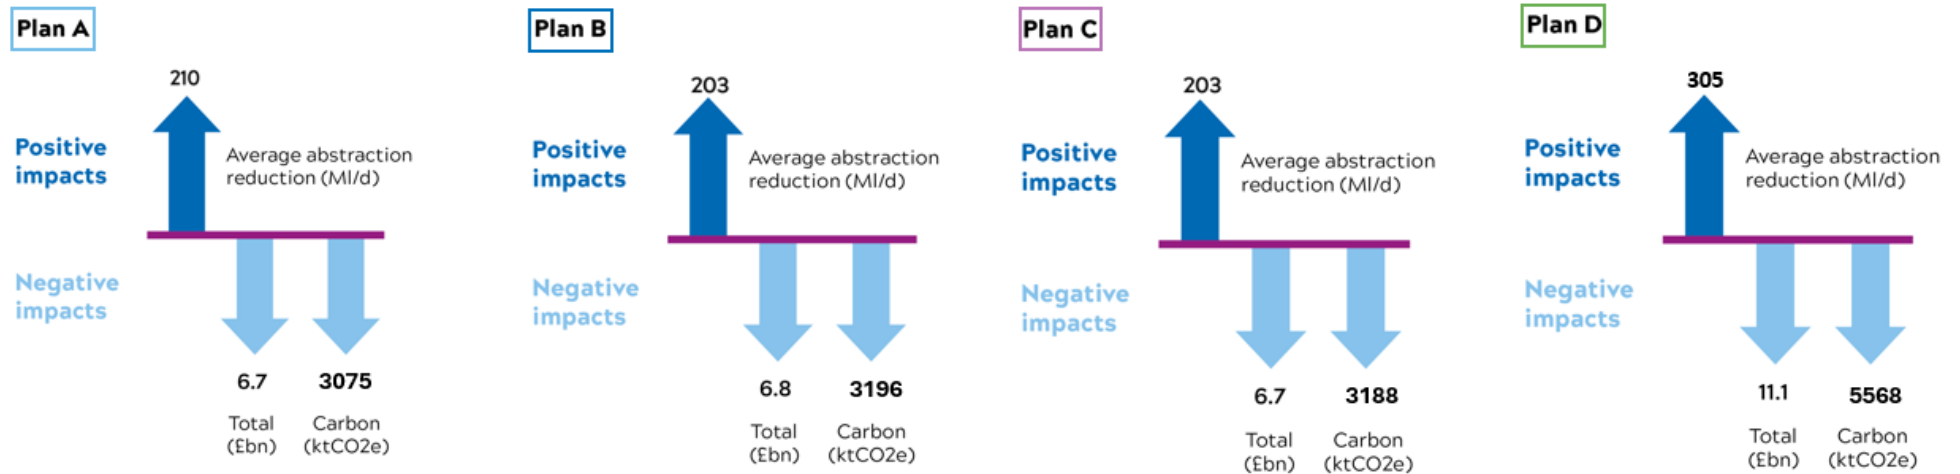 Plan A
210
Positive
impacts
Average abstraction
reduction (Ml/d)
Negative
impacts
6.7
3075
Total
(£bn)
Carbon
(ktCO2e)
Plan B
203
Positive
impacts
Average abstraction
reduction (Ml/d)
Negative
impacts
6.8
3196
Total
(£bn)
Carbon
(ktCO2e)
Plan C
203
Positive
impacts
Average abstraction
reduction (Ml/d)
Negative
impacts
6.7
3188
Total
(£bn)
Carbon
(ktCO2e)
Plan D
305
Positive
impacts
Average abstraction
reduction (Ml/d)
Negative
impacts
11.1
5568
Total
(£bn)
Carbon
(ktCO2e)